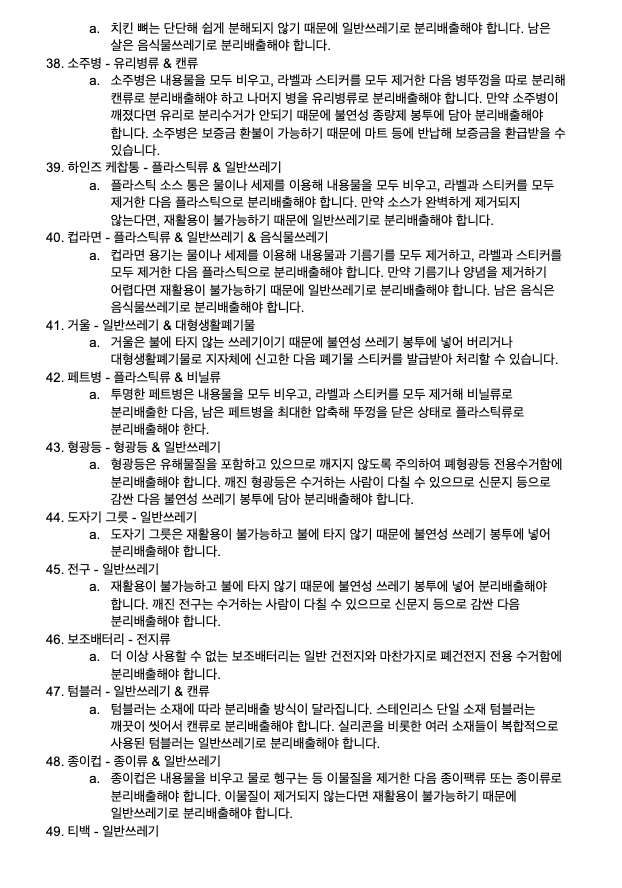 a. 치킨 뼈는 단단해 쉽게 분해되지 않기 때문에 일반쓰레기로 분리배출해야 합니다. 남은
살은 음식물쓰레기로 분리배출해야 합니다.
38. 소주병 - 유리병류 & 캔류
a. 소주병은 내용물을 모두 비우고, 라벨과 스티커를 모두 제거한 다음 병뚜껑을 따로 분리해
캔류로 분리배출해야 하고 나머지 병을 유리병류로 분리배출해야 합니다. 만약 소주병이
깨졌다면 유리로 분리수거가 안되기 때문에 불연성 종량제 봉투에 담아 분리배출해야
합니다. 소주병은 보증금 환불이 가능하기 때문에 마트 등에 반납해 보증금을 환급받을 수
있습니다.
39. 하인즈 케찹통 - 플라스틱류 & 일반쓰레기
a. 플라스틱 소스 통은 물이나 세제를 이용해 내용물을 모두 비우고, 라벨과 스티커를 모두
제거한 다음 플라스틱으로 분리배출해야 합니다. 만약 소스가 완벽하게 제거되지
않는다면, 재활용이 불가능하기 때문에 일반쓰레기로 분리배출해야 합니다.
40. 컵라면 - 플라스틱류 & 일반쓰레기 & 음식물쓰레기
a. 컵라면 용기는 물이나 세제를 이용해 내용물과 기름기를 모두 제거하고, 라벨과 스티커를
모두 제거한 다음 플라스틱으로 분리배출해야 합니다. 만약 기름기나 양념을 제거하기
어렵다면 재활용이 불가능하기 때문에 일반쓰레기로 분리배출해야 합니다. 남은 음식은
음식물쓰레기로 분리배출해야 합니다.
41. 거울 - 일반쓰레기 & 대형생활폐기물
a. 거울은 불에 타지 않는 쓰레기이기 때문에 불연성 쓰레기 봉투에 넣어 버리거나
대형생활폐기물로 지자체에 신고한 다음 폐기물 스티커를 발급받아 처리할 수 있습니다.
42. 페트병 - 플라스틱류 & 비닐류
a. 투명한 페트병은 내용물을 모두 비우고, 라벨과 스티커를 모두 제거해 비닐류로
분리배출한 다음, 남은 페트병을 최대한 압축해 뚜껑을 닫은 상태로 플라스틱류로
분리배출해야 한다.
43. 형광등 - 형광등 & 일반쓰레기
a. 형광등은 유해물질을 포함하고 있으므로 깨지지 않도록 주의하여 폐형광등 전용수거함에
분리배출해야 합니다. 깨진 형광등은 수거하는 사람이 다칠 수 있으므로 신문지 등으로
감싼 다음 불연성 쓰레기 봉투에 담아 분리배출해야 합니다.
44. 도자기 그릇 - 일반쓰레기
a. 도자기 그릇은 재활용이 불가능하고 불에 타지 않기 때문에 불연성 쓰레기 봉투에 넣어
분리배출해야 합니다.
45. 전구 - 일반쓰레기
a. 재활용이 불가능하고 불에 타지 않기 때문에 불연성 쓰레기 봉투에 넣어 분리배출해야
합니다. 깨진 전구는 수거하는 사람이 다칠 수 있으므로 신문지 등으로 감싼 다음
분리배출해야 합니다.
46. 보조배터리 - 전지류
a. 더 이상 사용할 수 없는 보조배터리는 일반 건전지와 마찬가지로 폐건전지 전용 수거함에
분리배출해야 합니다.
47. 텀블러 - 일반쓰레기 & 캔류
a. 텀블러는 소재에 따라 분리배출 방식이 달라집니다. 스테인리스 단일 소재 텀블러는
깨끗이 씻어서 캔류로 분리배출해야 합니다. 실리콘을 비롯한 여러 소재들이 복합적으로
사용된 텀블러는 일반쓰레기로 분리배출해야 합니다.
48. 종이컵 - 종이류 & 일반쓰레기
a. 종이컵은 내용물을 비우고 물로 헹구는 등 이물질을 제거한 다음 종이팩류 또는 종이류로
분리배출해야 합니다. 이물질이 제거되지 않는다면 재활용이 불가능하기 때문에
일반쓰레기로 분리배출해야 합니다.
49. 티백 - 일반쓰레기